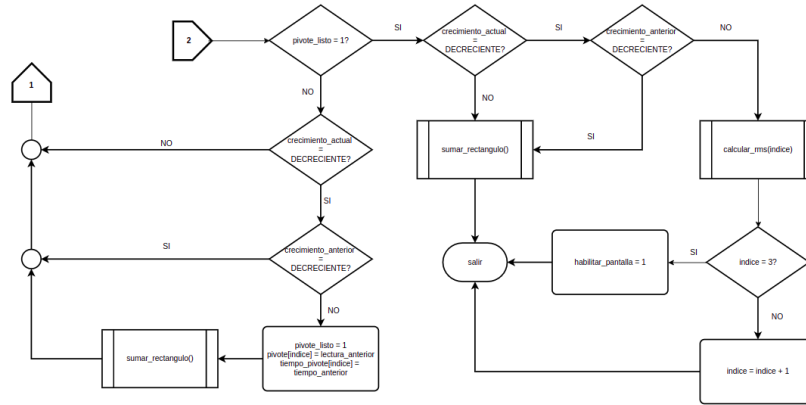 2
pivote_listo = 1?
SI
crecimiento_actual
=
DECRECIENTE?
SI
crecimiento_anterior
=
DECRECIENTE?
NO
1
NO
NO
SI
NO
crecimiento_actual
=
DECRECIENTE?
sumar_rectangulo()
calcular_rms(indice)
SI
SI
crecimiento_anterior
=
DECRECIENTE?
salir
habilitar_pantalla = 1
SI
indice = 3?
NO
NO
pivote_listo = 1
pivote[indice] = lectura_anterior
tiempo_pivote[indice] =
tiempo_anterior
sumar_rectangulo()
indice = indice + 1